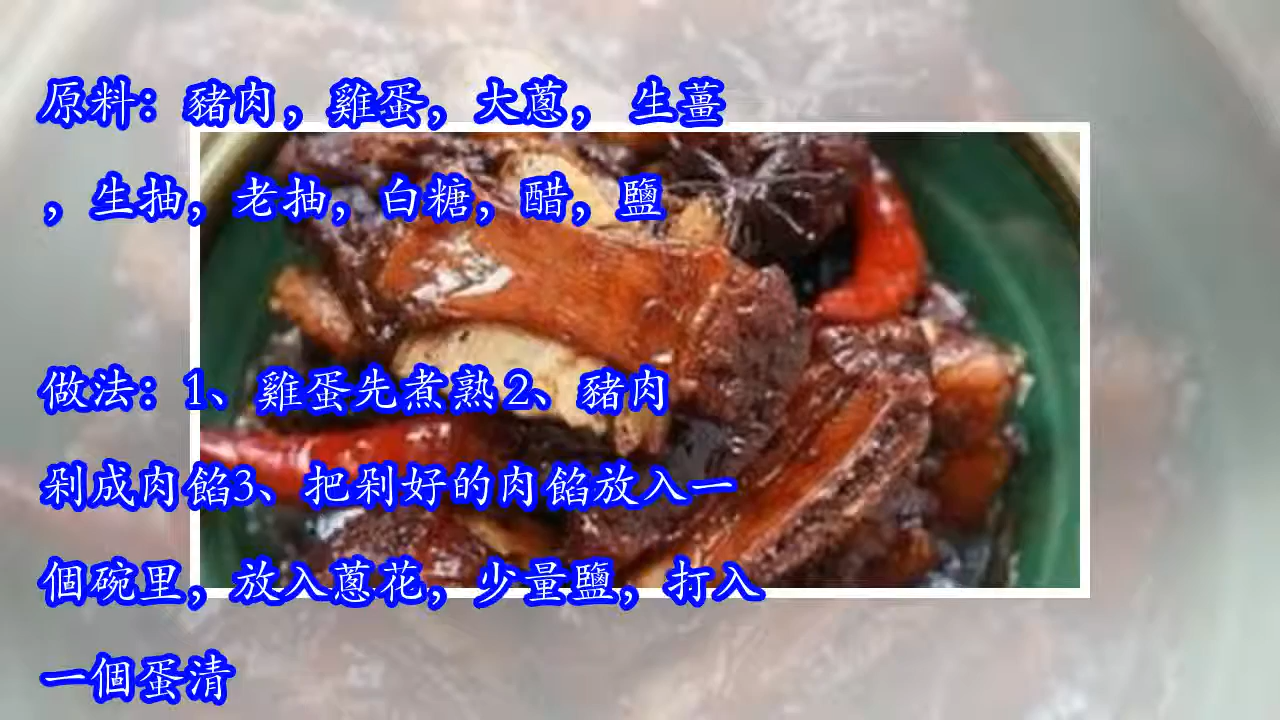 原料：豬肉，雞蛋，大蔥， 生薑
，生抽，老抽，白糖，醋，鹽
做法：1、雞蛋先煮熟2、豬肉
剁成肉餡3、把剁好的肉餡放入一
個碗里，放入蔥花，少量鹽，打入
一個蛋清